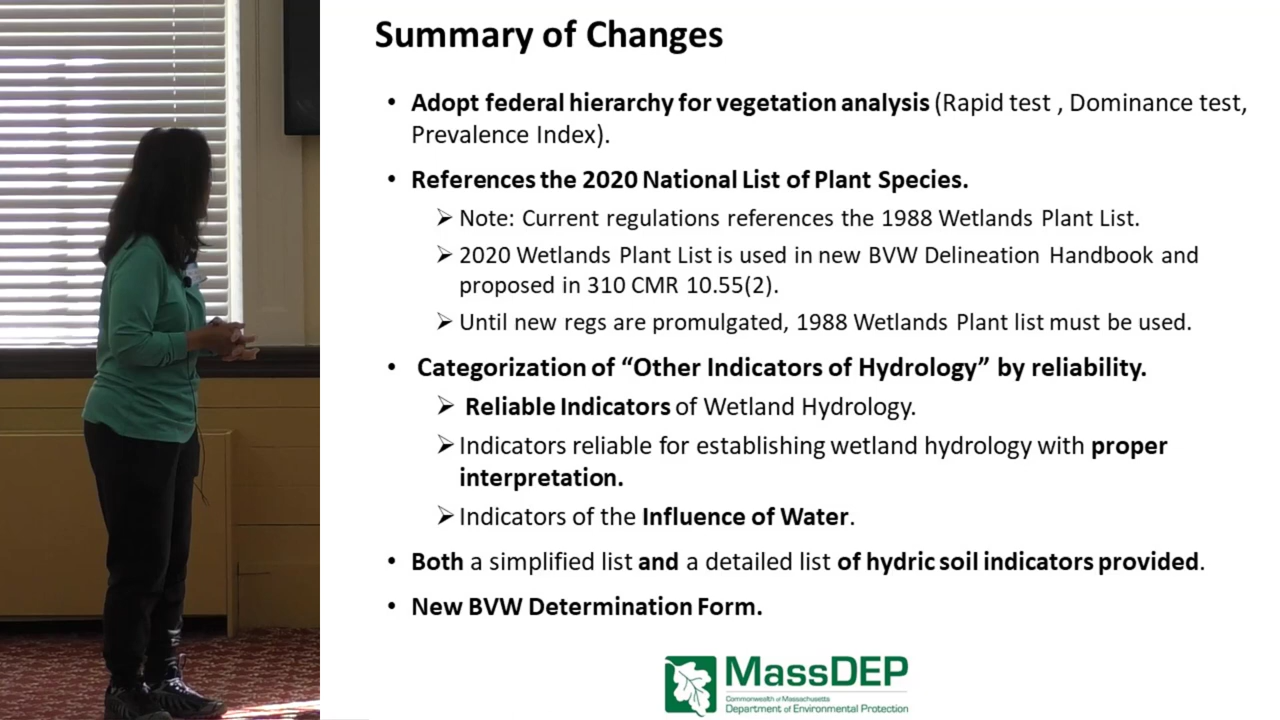 Summary of Changes
• Adopt federal hierarchy for vegetation analysis (Rapid test , Dominance test,
Prevalence Index).
• References the 2020 National List of Plant Species.
➢ Note: Current regulations references the 1988 Wetlands Plant List.
➢ 2020 Wetlands Plant List is used in new BVW Delineation Handbook and
proposed in 310 CMR 10.55(2).
➢ Until new regs are promulgated, 1988 Wetlands Plant list must be used.
• Categorization of “Other Indicators of Hydrology” by reliability.
➢ Reliable Indicators of Wetland Hydrology.
➢ Indicators reliable for establishing wetland hydrology with proper
interpretation.
➢ Indicators of the Influence of Water.
• Both a simplified list and a detailed list of hydric soil indicators provided.
• New BVW Determination Form.
MassDEP
Commonwealth of Massachusetts
Department of Environmental Protection